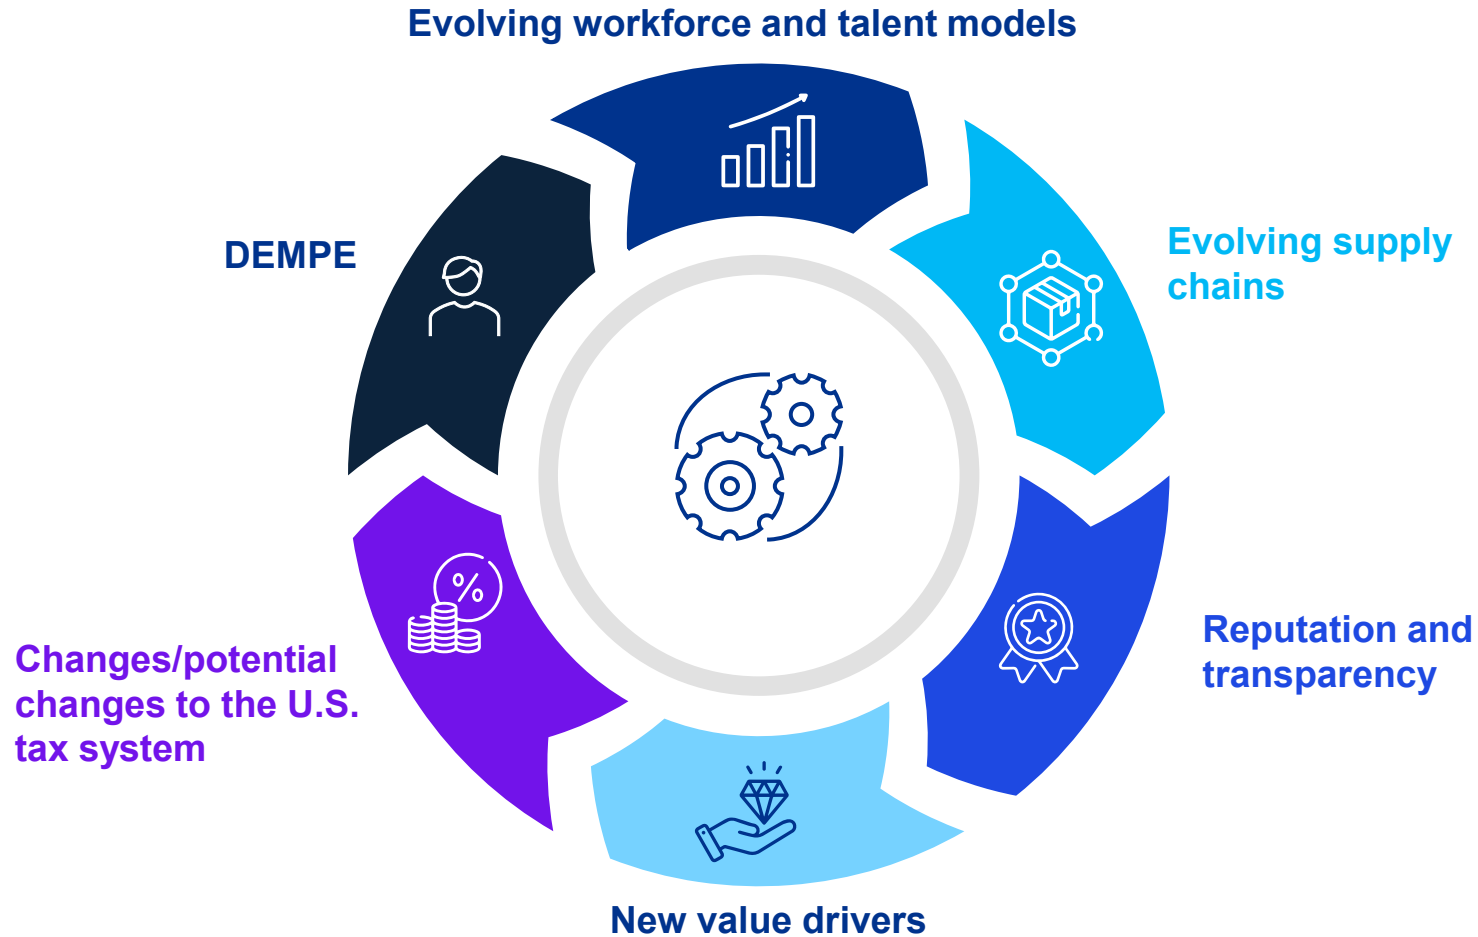 Evolving workforce and talent models
DEMPE
Evolving supply
chains
Reputation and
transparency
Changes/potential
changes to the U.S.
tax system
New value drivers
%